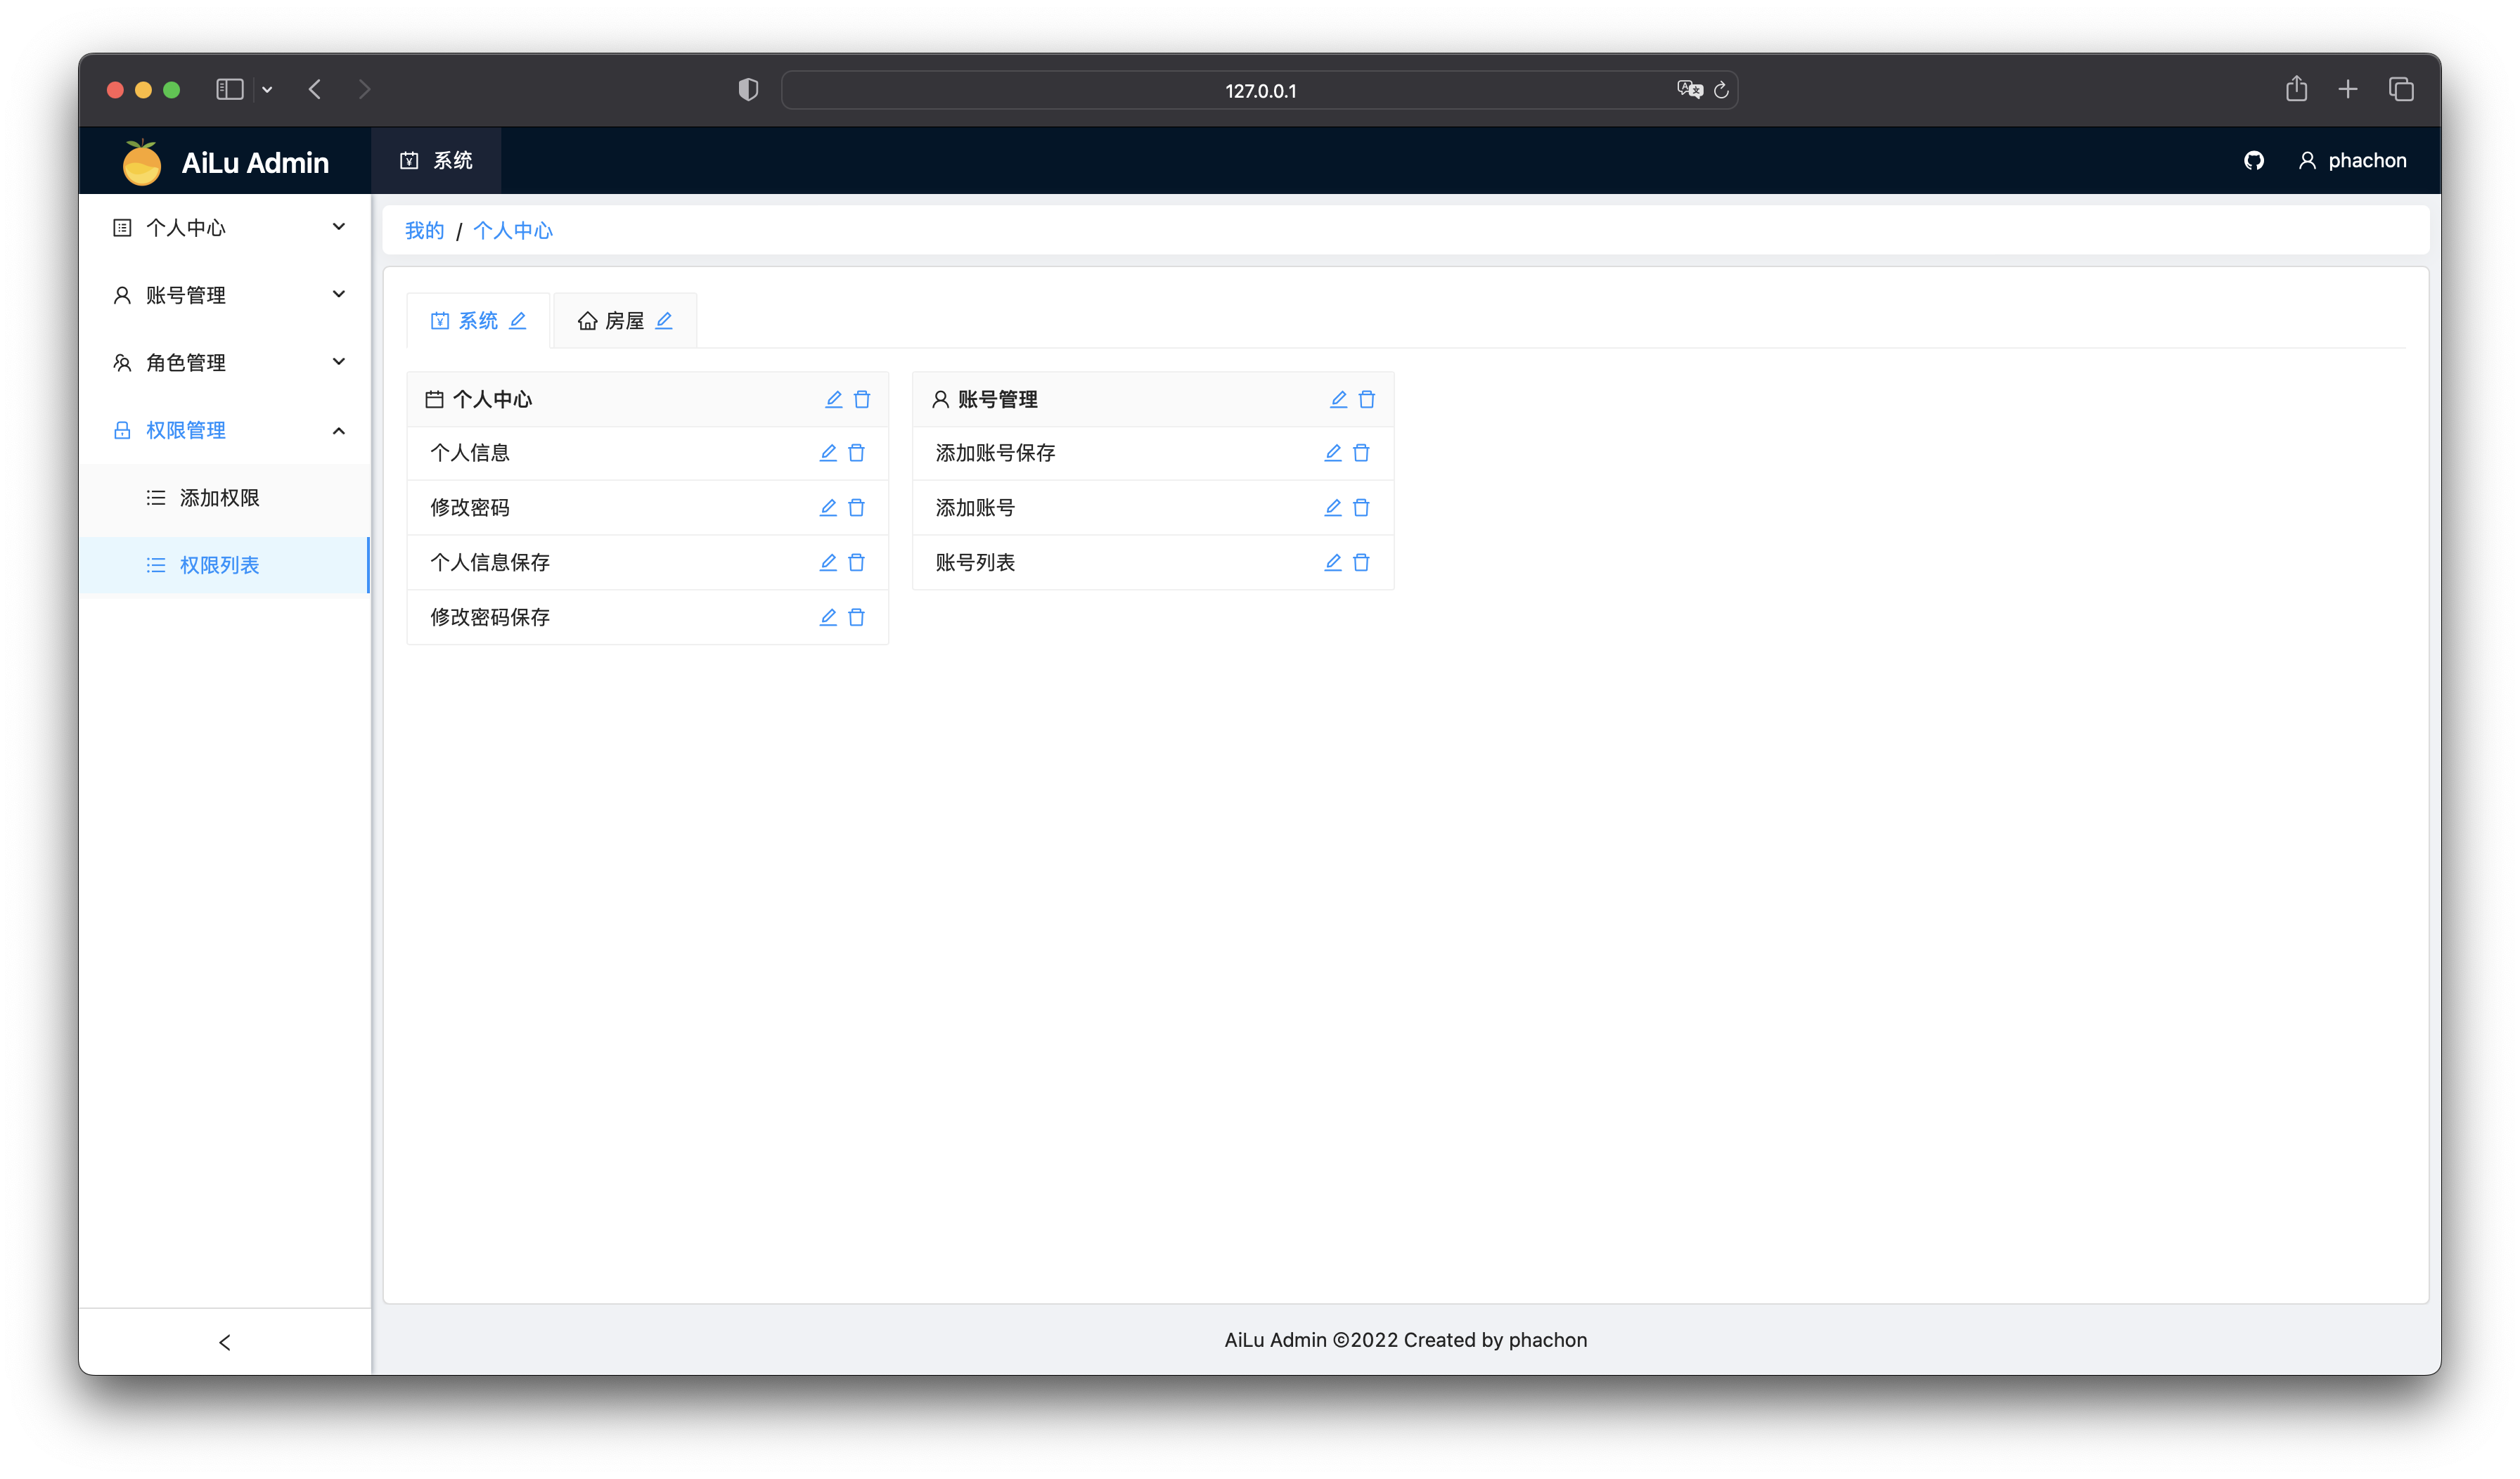 127.0.0.1
AiLu Admin
系统
phachon
个人中心
账号管理
角色管理
权限管理
添加权限
权限列表
我的 / 个人中心
系统
房屋
个人中心
个人信息
修改密码
个人信息保存
修改密码保存
账号管理
添加账号保存
添加账号
账号列表
AiLu Admin ©2022 Created by phachon